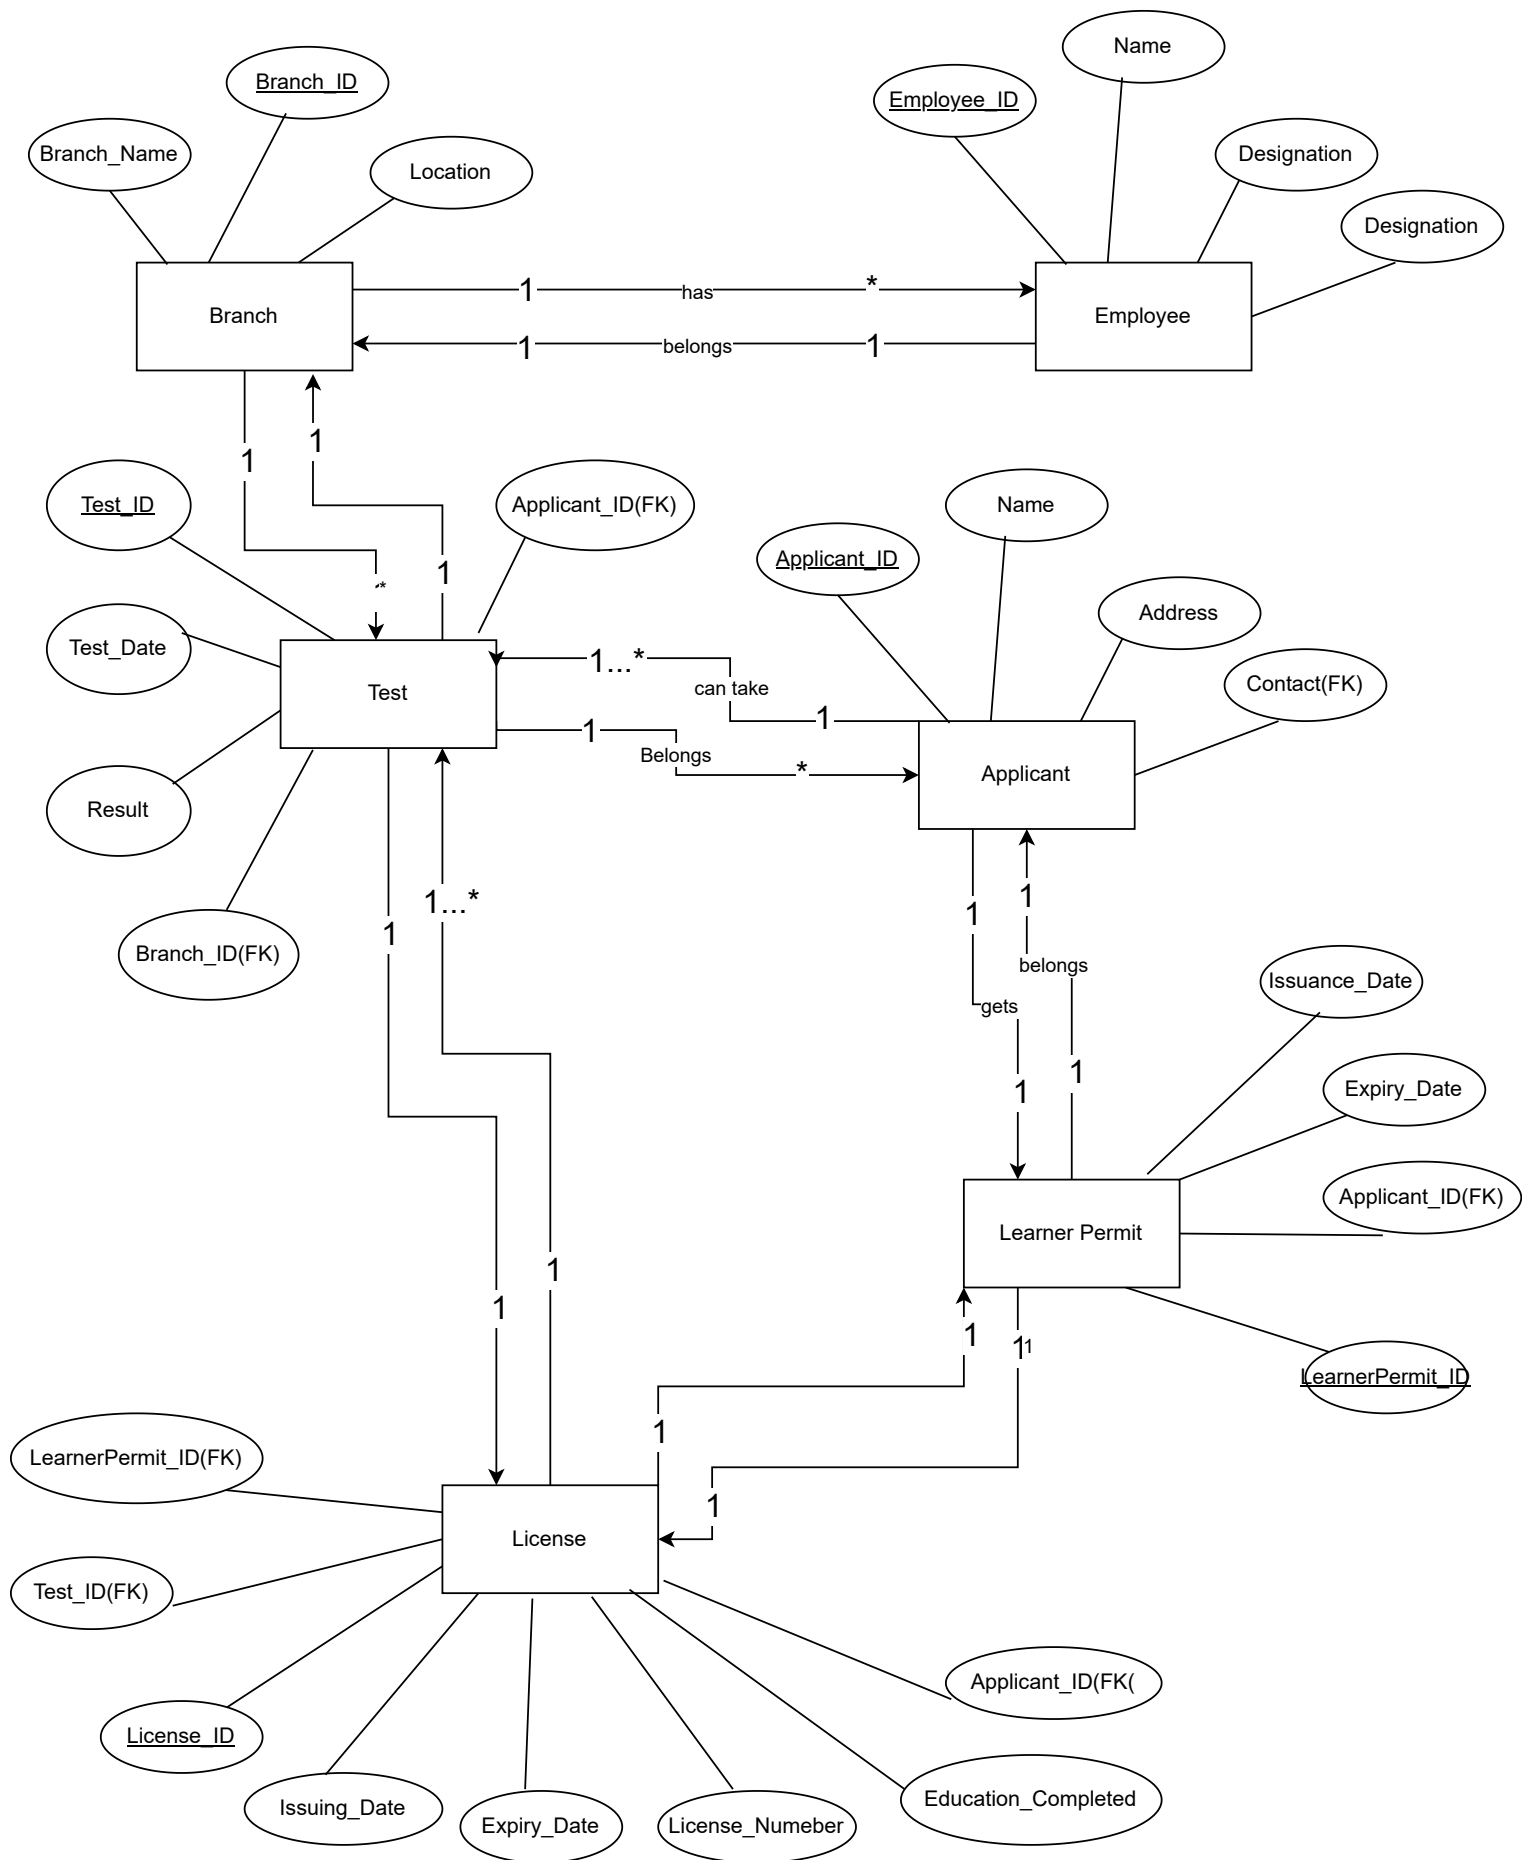 Name
Branch_ID
Employee_ID
Branch_Name
Designation
Location
Designation
Branch
1
has
*
Employee
1
belongs
1
1
1
Test_ID
Applicant_ID(FK)
Name
Applicant_ID
1
*
Address
Test_Date
1...*
can take
Contact(FK)
Test
1
1
Belongs
*
Applicant
Result
1...*
1
1
1
Branch_ID(FK)
belongs
Issuance_Date
gets
1
1
Expiry_Date
Applicant_ID(FK)
Learner Permit
1
1
1
1
1
LearnerPermit_ID
1
LearnerPermit_ID(FK)
1
License
Test_ID(FK)
Applicant_ID(FK(
License_ID
Education_Completed
Issuing_Date
Expiry_Date
License_Numeber